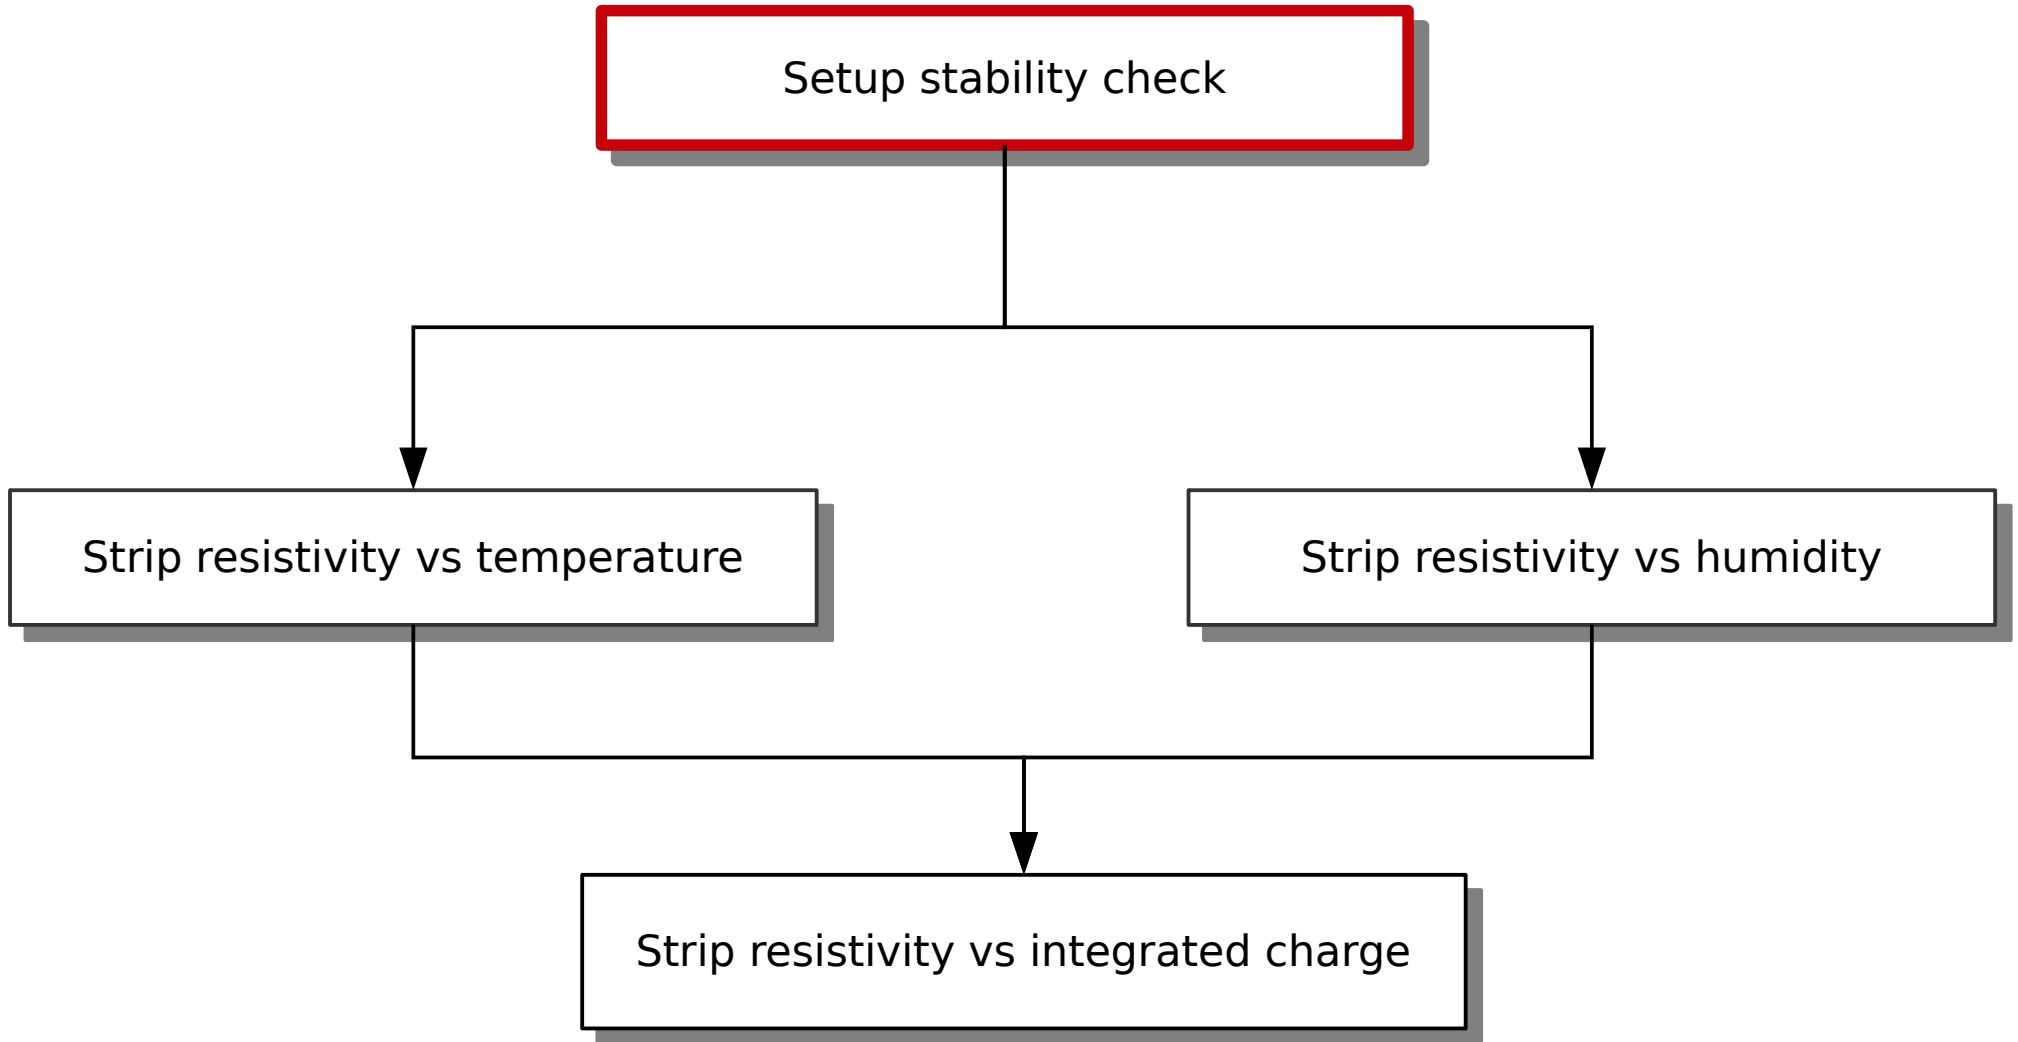 Setup stability check
Strip resistivity vs temperature
Strip resistivity vs humidity
Strip resistivity vs integrated charge